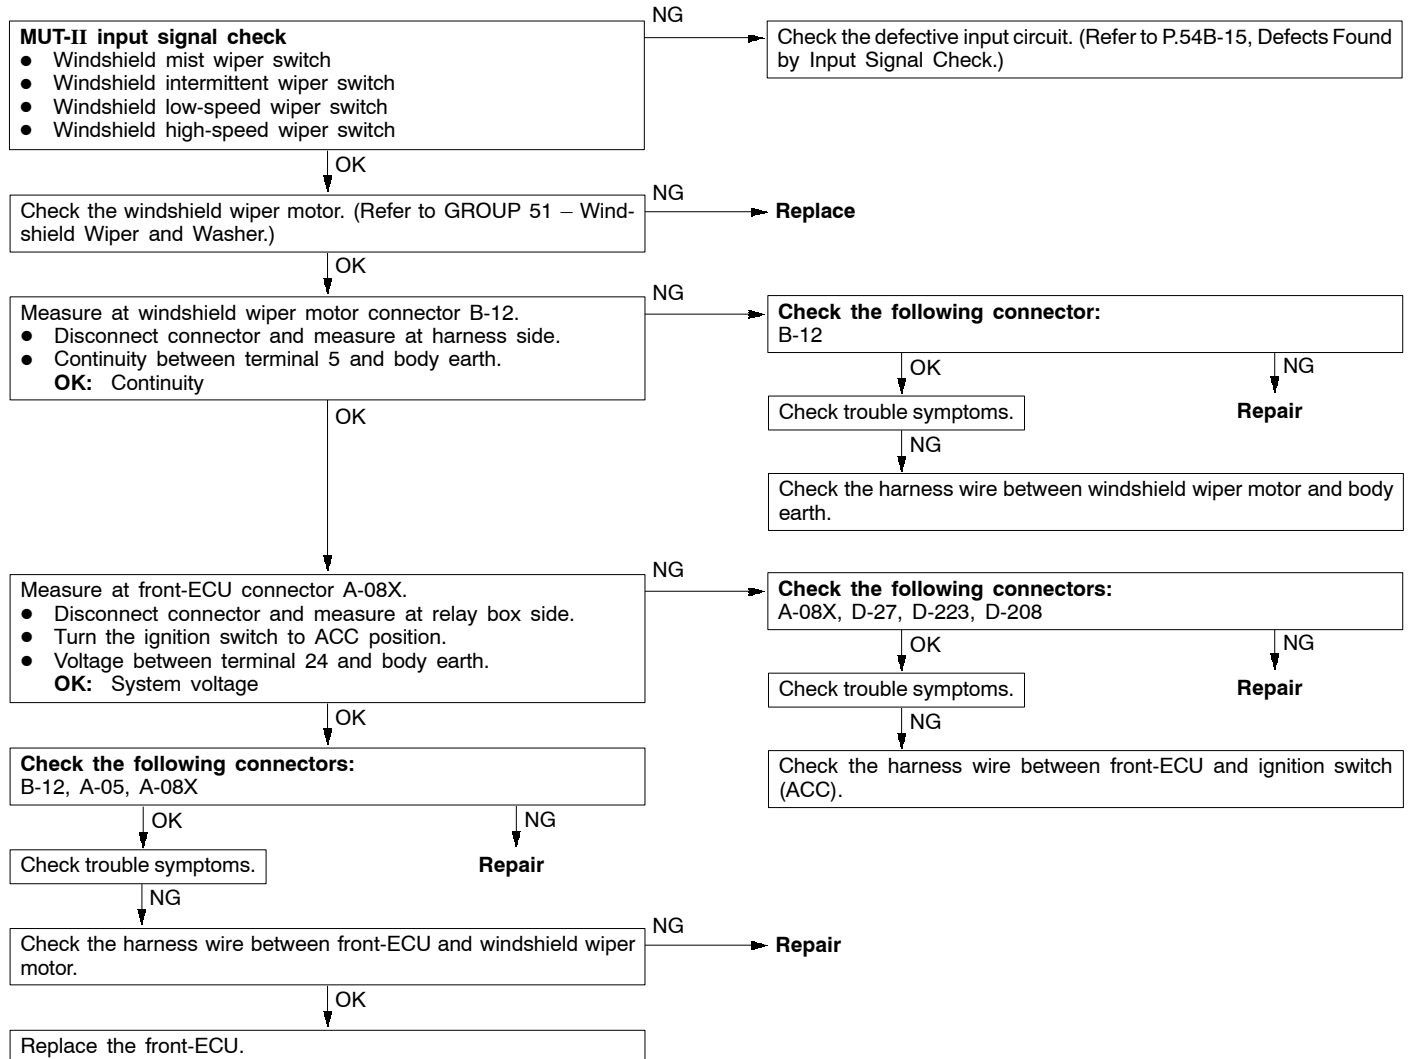 NG
MUT-II input signal check
● Windshield mist wiper switch
● Windshield intermittent wiper switch
● Windshield low-speed wiper switch
● Windshield high-speed wiper switch
Check the defective input circuit. (Refer to P.54B-15, Defects Found
by Input Signal Check.)
OK
NG
Check the windshield wiper motor. (Refer to GROUP 51 – Wind-
shield Wiper and Washer.)
Replace
OK
NG
Measure at windshield wiper motor connector B-12.
● Disconnect connector and measure at harness side.
● Continuity between terminal 5 and body earth.
OK: Continuity
Check the following connector:
B-12
OK
NG
Check trouble symptoms.
Repair
NG
Check the harness wire between windshield wiper motor and body
earth.
OK
NG
Measure at front-ECU connector A-08X.
● Disconnect connector and measure at relay box side.
● Turn the ignition switch to ACC position.
● Voltage between terminal 24 and body earth.
OK: System voltage
Check the following connectors:
A-08X, D-27, D-223, D-208
OK
NG
Check trouble symptoms.
Repair
NG
Check the harness wire between front-ECU and ignition switch
(ACC).
OK
Check the following connectors:
B-12, A-05, A-08X
OK
NG
Check trouble symptoms.
Repair
NG
NG
Check the harness wire between front-ECU and windshield wiper
motor.
Repair
OK
Replace the front-ECU.